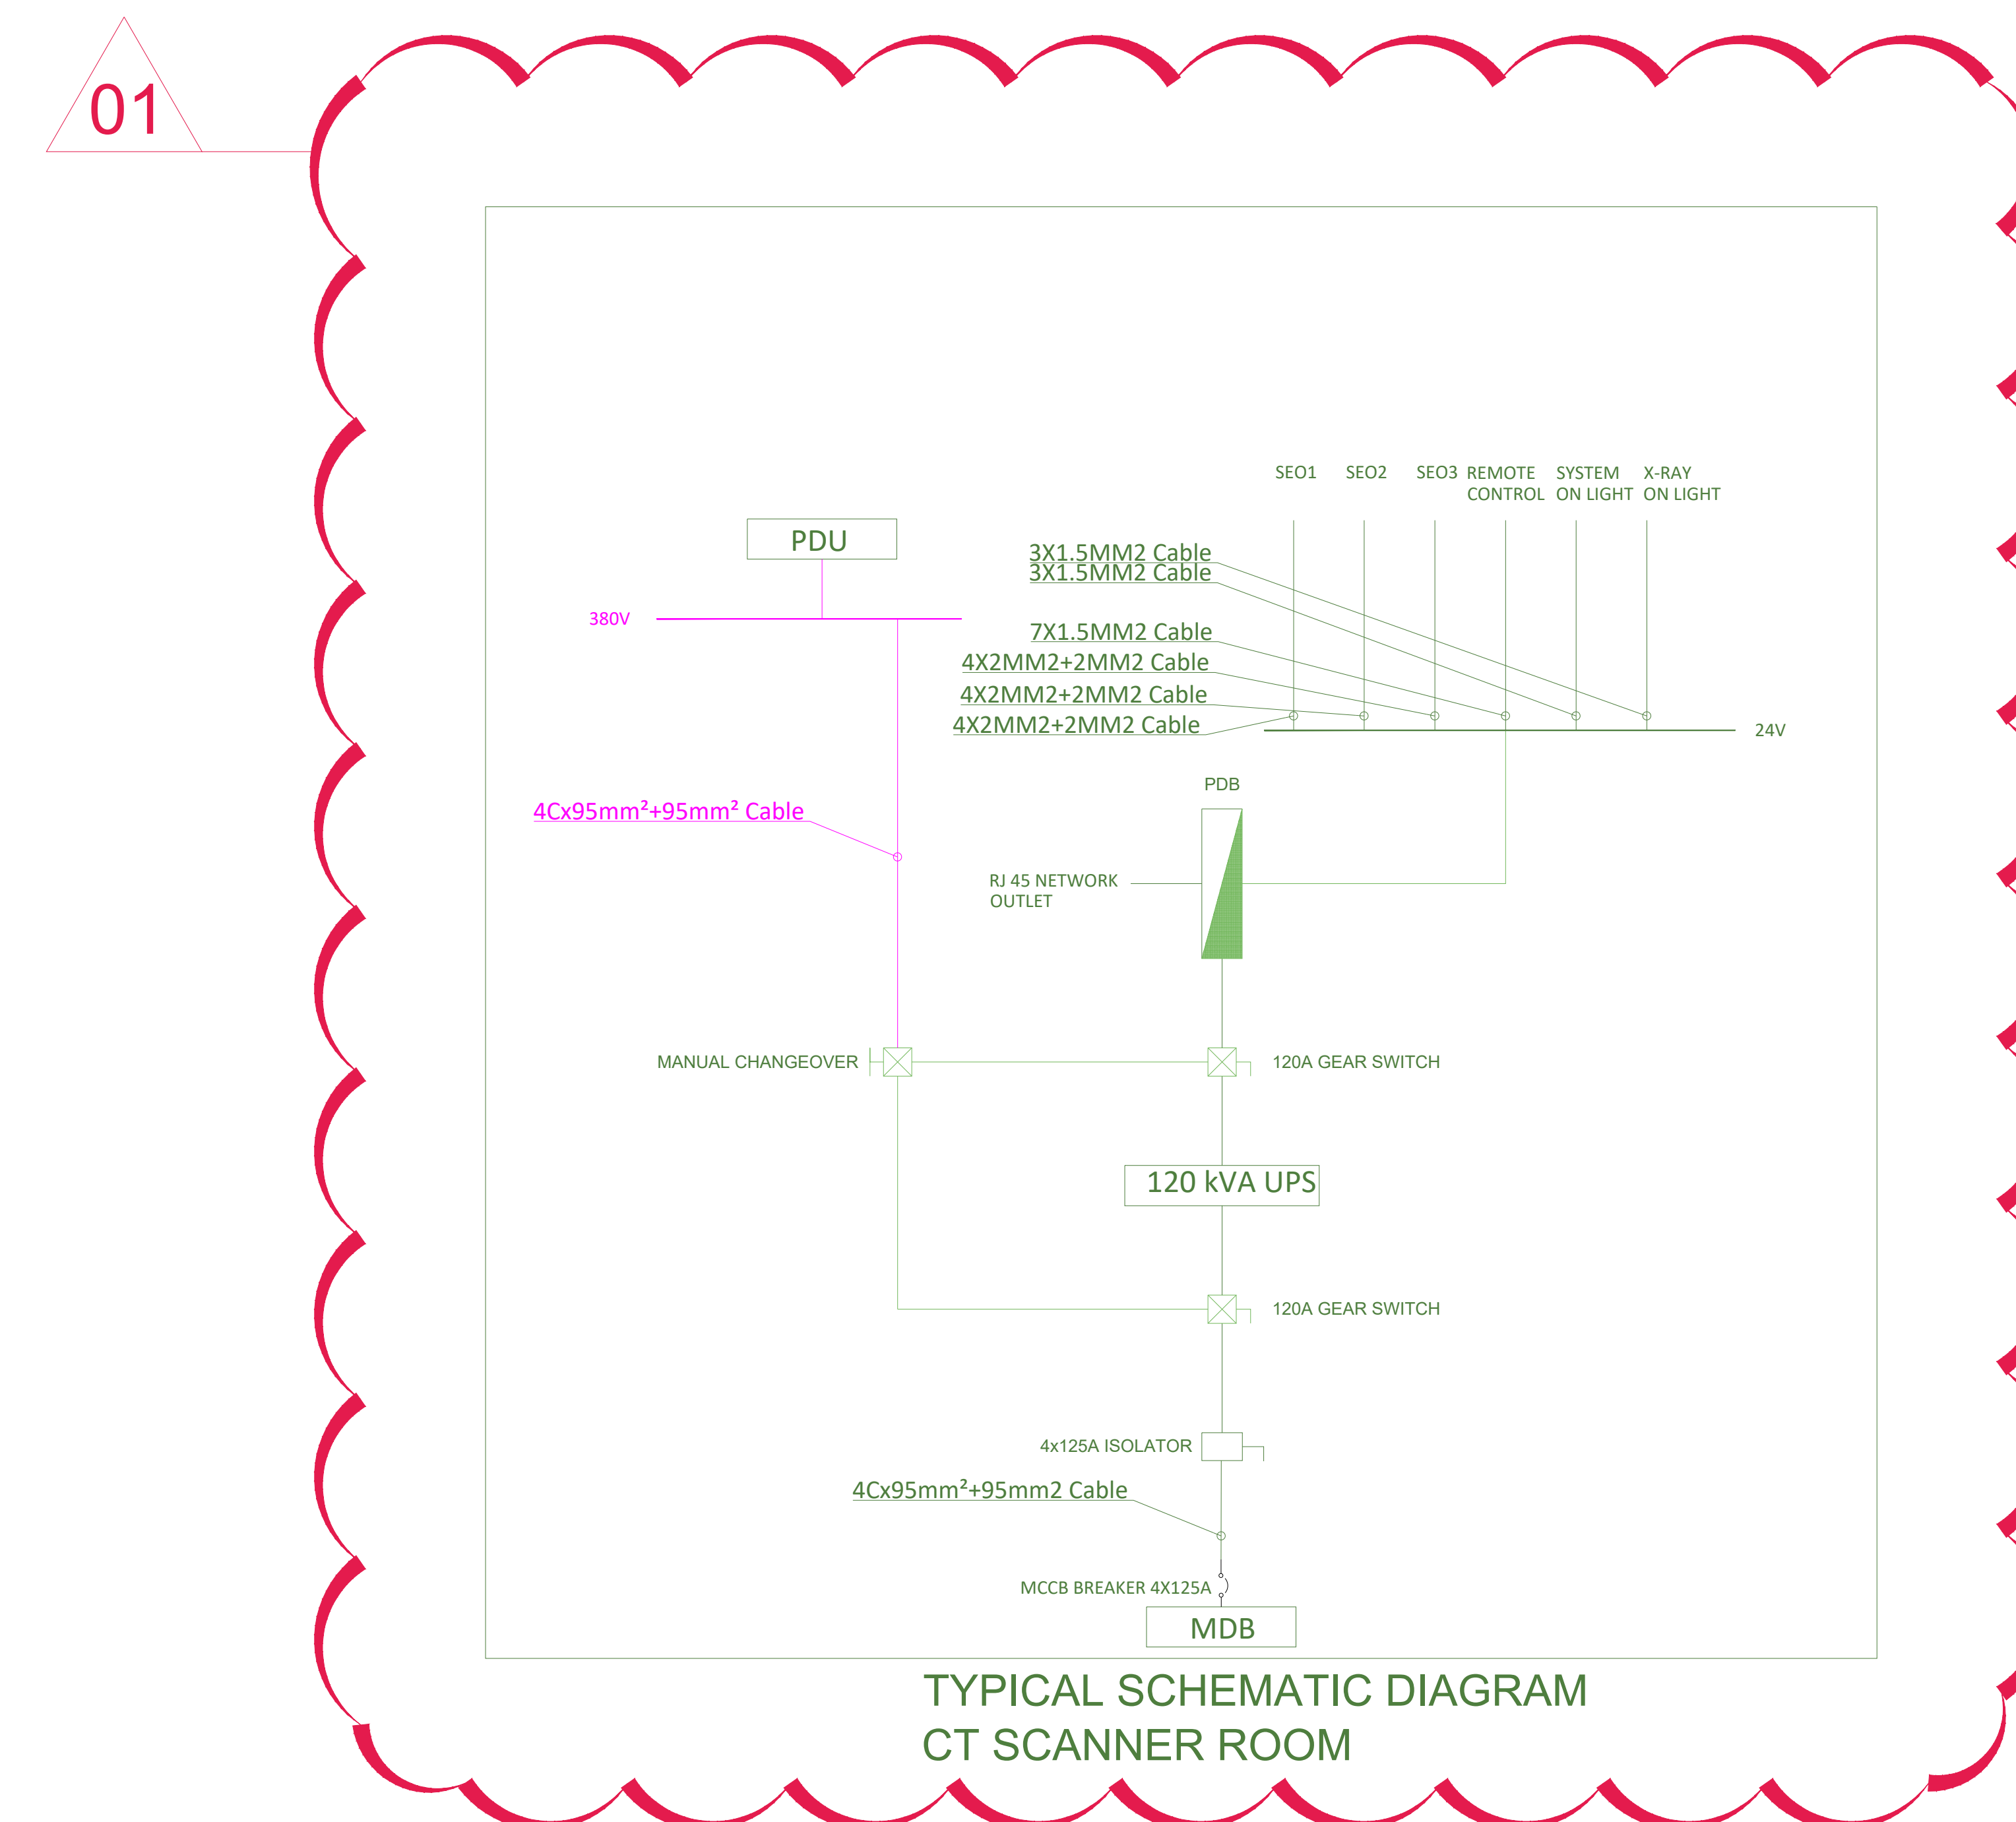 01
SEO1
SEO2
SEO3
REMOTE
CONTROL
SYSTEM
ON LIGHT
X-RAY
ON LIGHT
PDU
3X1.5MM2 Cable
3X1.5MM2 Cable
380V
7X1.5MM2 Cable
4X2MM2+2MM2 Cable
4X2MM2+2MM2 Cable
4X2MM2+2MM2 Cable
24V
PDB
4Cx95mm²+95mm² Cable
RJ 45 NETWORK
OUTLET
MANUAL CHANGEOVER
120A GEAR SWITCH
120 kVA UPS
120A GEAR SWITCH
4x125A ISOLATOR
4Cx95mm²+95mm2 Cable
MCCB BREAKER 4X125A
MDB
TYPICAL SCHEMATIC DIAGRAM
CT SCANNER ROOM